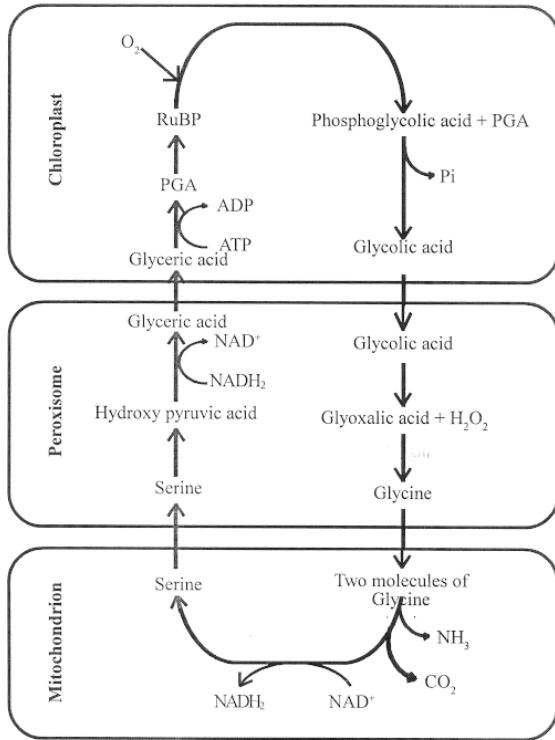 Chloroplast
O₂
RuBP
Phosphoglycolic acid + PGA
Pi
PGA
ADP
ATP
Glyceric acid
Glycolic acid
Peroxisome
Glyceric acid
NAD⁺
NADH₂
Glycolic acid
Hydroxy pyruvic acid
Glyoxalic acid + H₂O₂
Serine
Glycine
Mitochondrion
Serine
Two molecules of
Glycine
NH₃
CO₂
NADH₂
NAD⁺